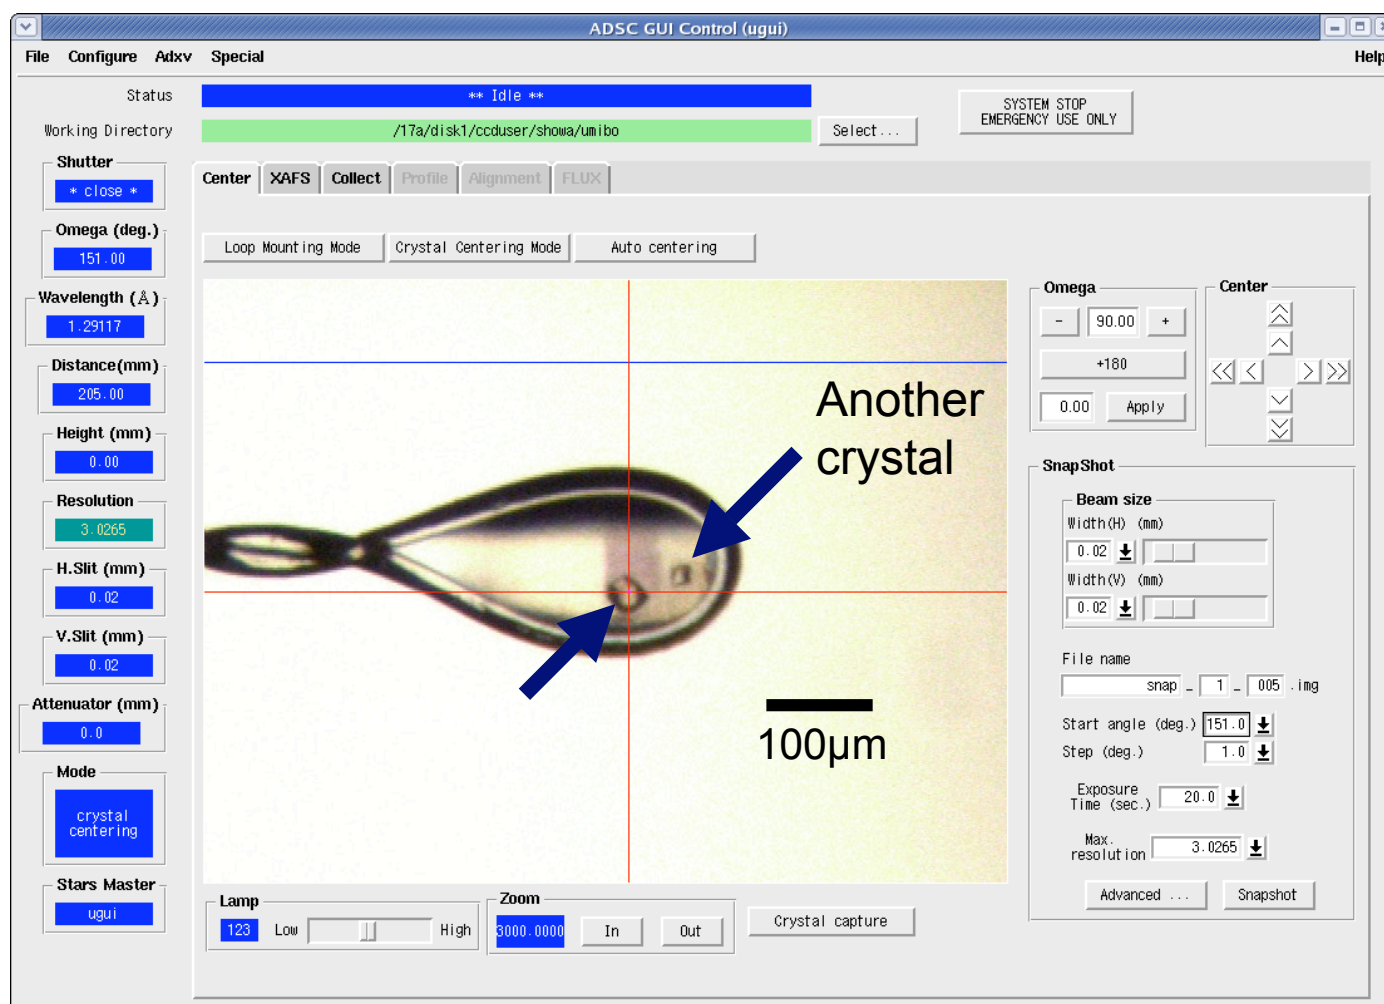 ADSC GUI Control (ugui)
File Configure Adxv Special Help
Status ** Idle **
SYSTEM STOP
EMERGENCY USE ONLY
Working Directory /17a/disk1/ccduser/showa/umibo Select...
Shutter
* close *
Omega (deg.)
151.00
Wavelength (Å)
1.29117
Distance(mm)
205.00
Height (mm)
0.00
Resolution
3.0265
H.Slit (mm)
0.02
V.Slit (mm)
0.02
Attenuator (mm)
0.0
Mode
crystal
centering
Stars Master
ugui
Center XAFS Collect Profile Alignment FLUX
Loop Mounting Mode Crystal Centering Mode Auto centering
Another
crystal
100µm
Lamp
123 Low High
Zoom
3000.0000 In Out
Crystal capture
Omega
- 90.00 +
+180
0.00 Apply
Center
<< < > >>
SnapShot
Beam size
Width(H) (mm)
0.02
Width(V) (mm)
0.02
File name
snap _ 1 _ 005 .img
Start angle (deg.) 151.0
Step (deg.) 1.0
Exposure
Time (sec.) 20.0
Max.
resolution 3.0265
Advanced ... Snapshot